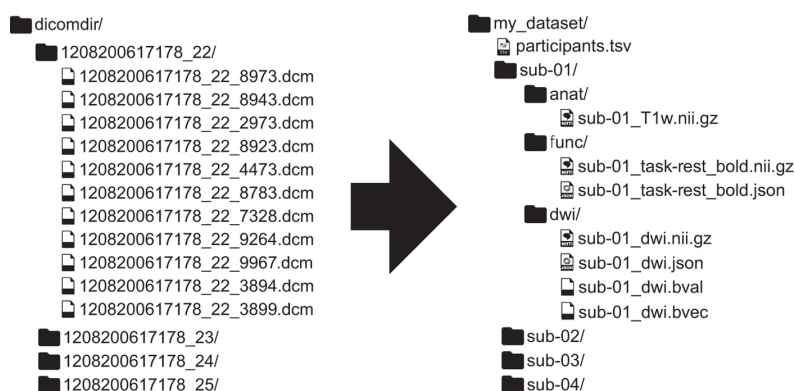 dicomdir/
1208200617178_22/
1208200617178_22_8973.dcm
1208200617178_22_8943.dcm
1208200617178_22_2973.dcm
1208200617178_22_8923.dcm
1208200617178_22_4473.dcm
1208200617178_22_8783.dcm
1208200617178_22_7328.dcm
1208200617178_22_9264.dcm
1208200617178_22_9967.dcm
1208200617178_22_3894.dcm
1208200617178_22_3899.dcm
1208200617178_23/
1208200617178_24/
1208200617178_25/
my_dataset/
participants.tsv
sub-01/
anat/
sub-01_T1w.nii.gz
func/
sub-01_task-rest_bold.nii.gz
sub-01_task-rest_bold.json
dwi/
sub-01_dwi.nii.gz
sub-01_dwi.json
sub-01_dwi.bval
sub-01_dwi.bvec
sub-02/
sub-03/
sub-04/